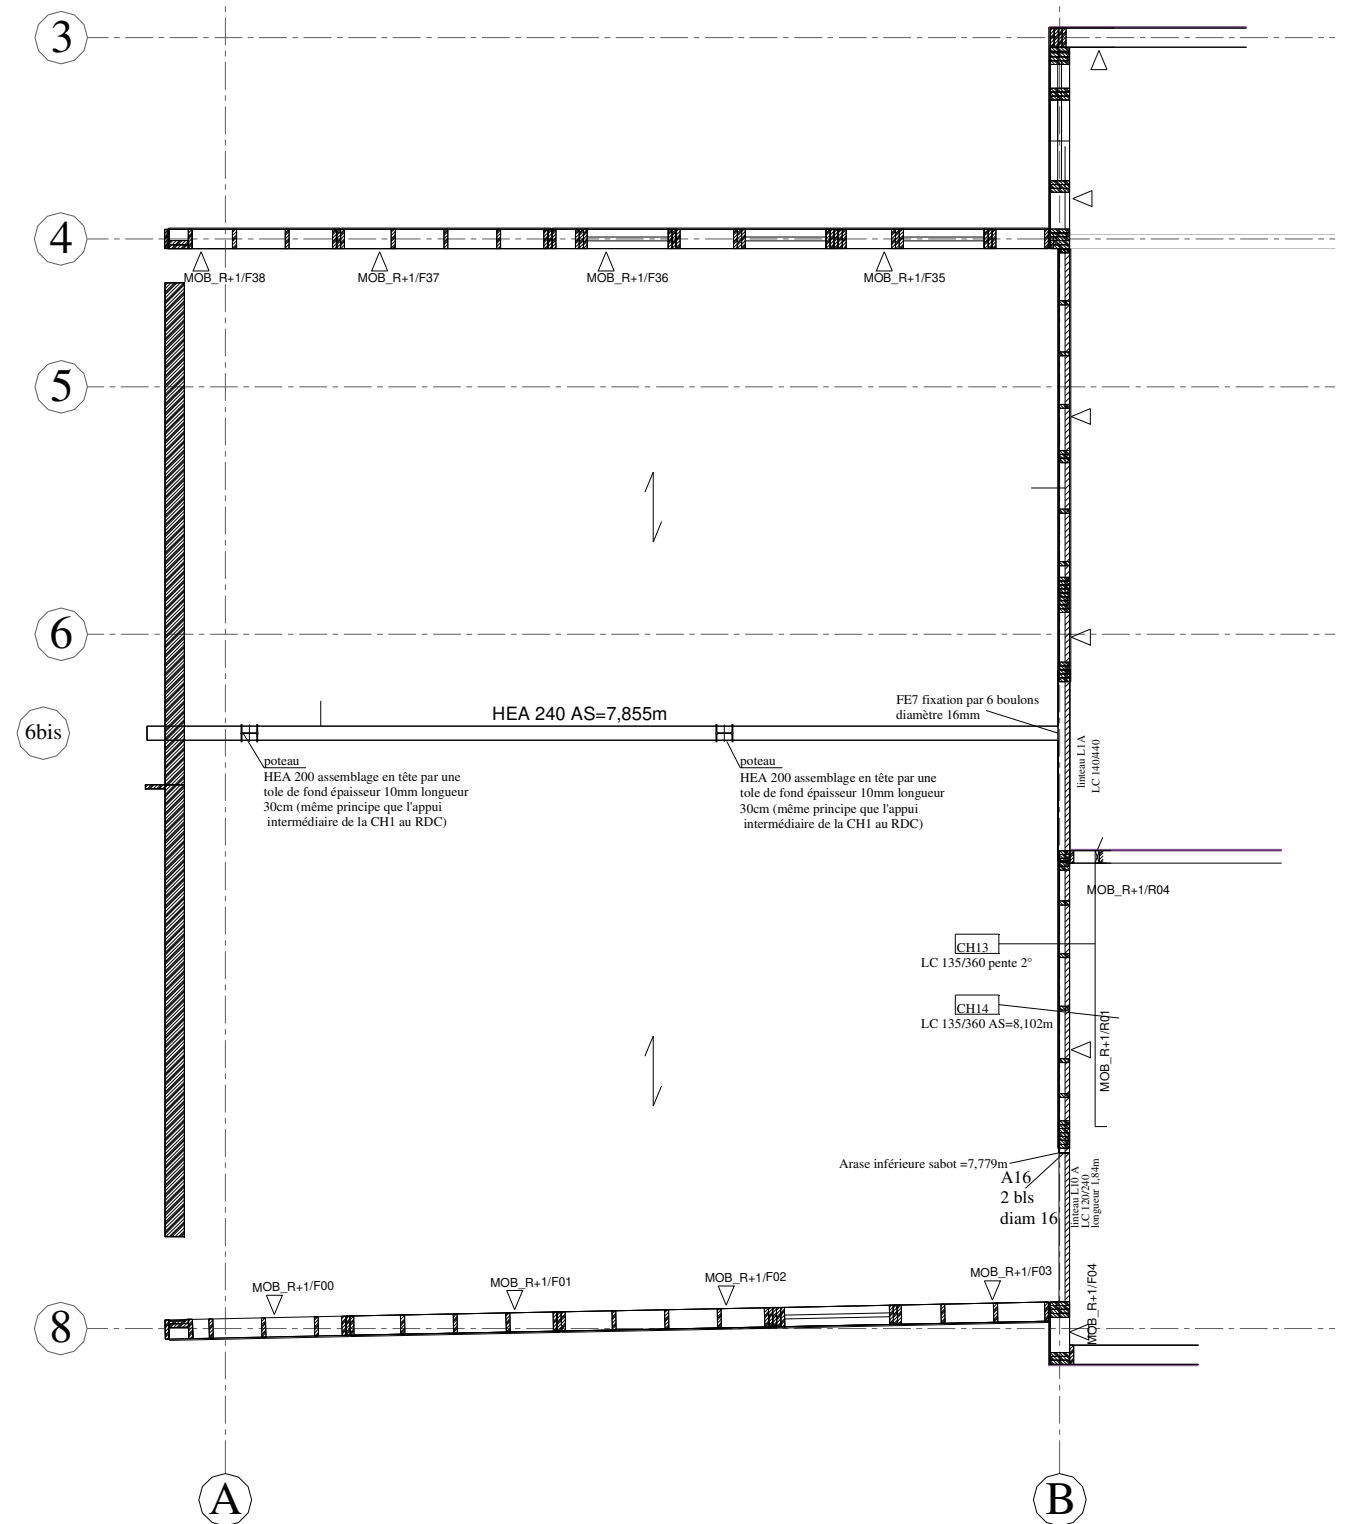 3
4
MOB_R+1/F38
MOB_R+1/F37
MOB_R+1/F36
MOB_R+1/F35
5
6
6bis
HEA 240 AS=7,855m
FE7 fixation par 6 boulons
diamètre 16mm
poteau
HEA 200 assemblage en tête par une
tole de fond épaisseur 10mm longueur
30cm (même principe que l'appui
intermédiaire de la CH1 au RDC)
poteau
HEA 200 assemblage en tête par une
tole de fond épaisseur 10mm longueur
30cm (même principe que l'appui
intermédiaire de la CH1 au RDC)
linteau L1A
LC 140/440
MOB_R+1/R04
CH13
LC 135/360 pente 2°
CH14
LC 135/360 AS=8,102m
MOB_R+1/R01
Arase inférieure sabot =7,779m
A16
2 bls
diam 16
linteau L10 A
LC 120/240
longueur 1,84m
MOB_R+1/F00
MOB_R+1/F01
MOB_R+1/F02
MOB_R+1/F03
MOB_R+1/F04
8
A
B